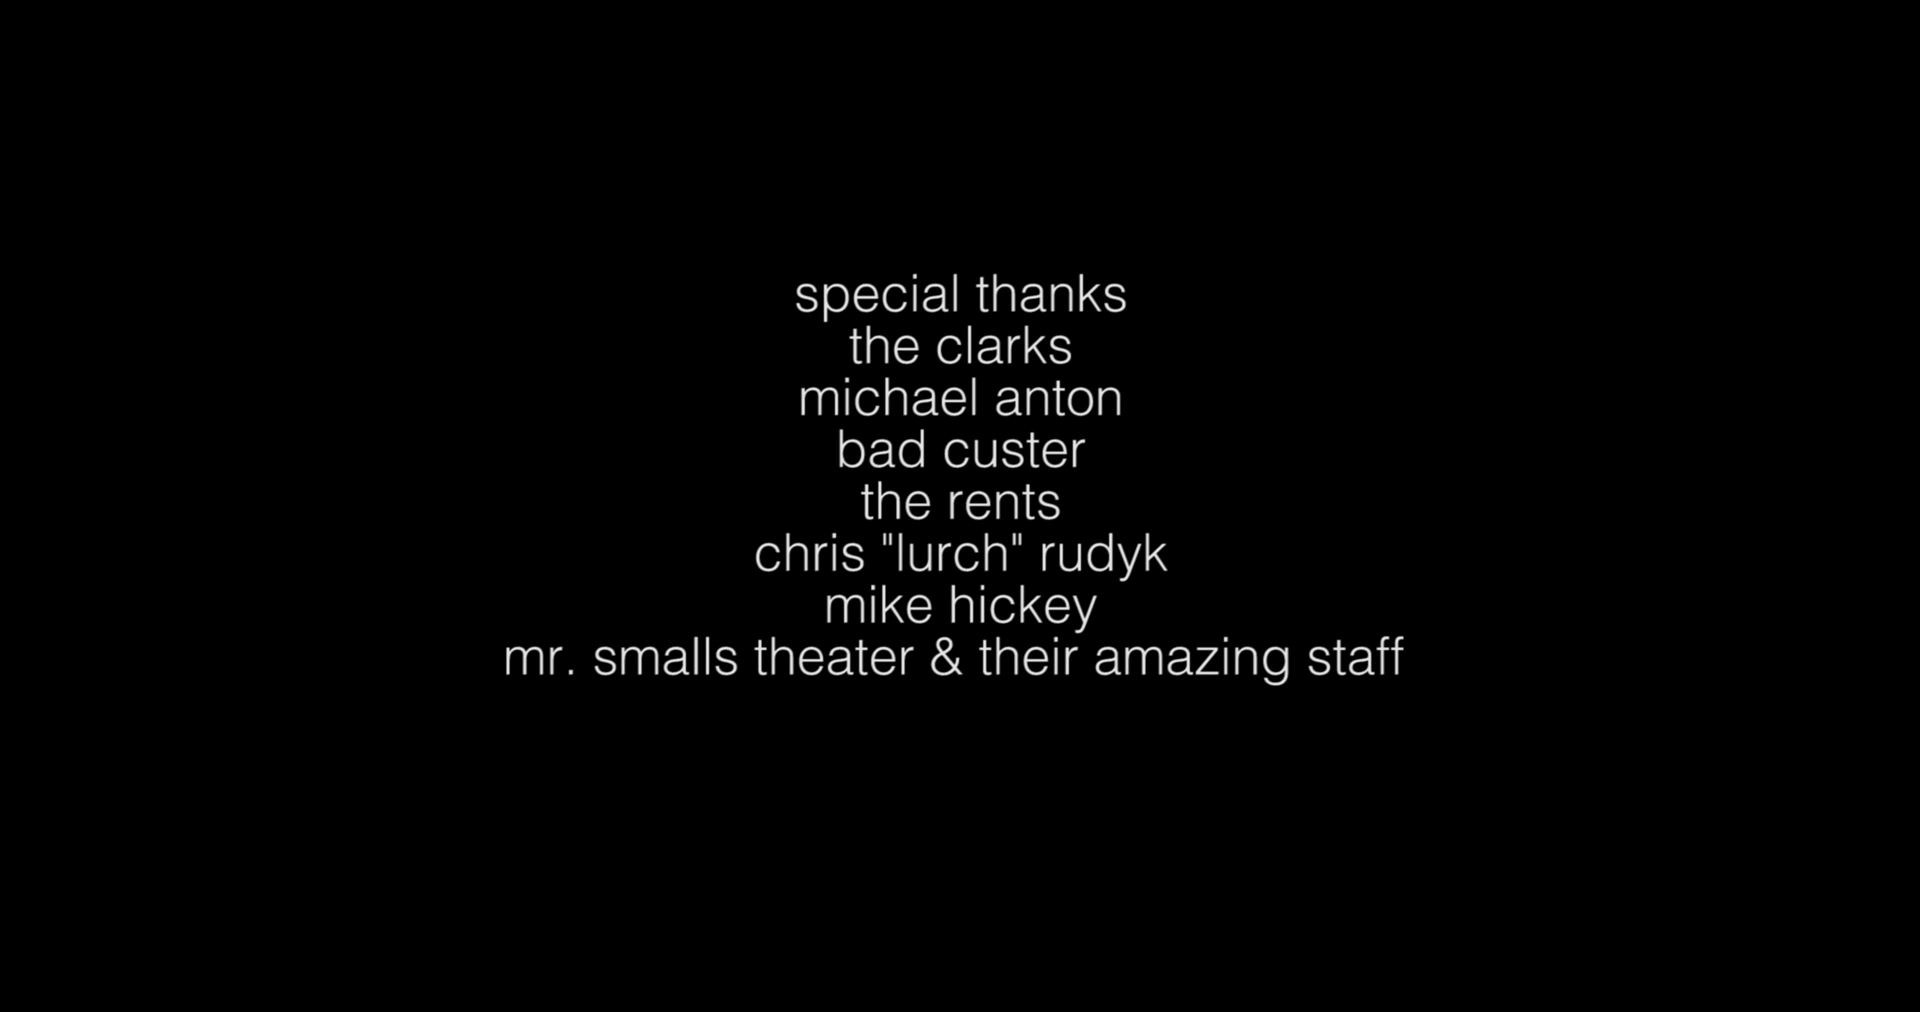 special thanks
the clarks
michael anton
bad custer
the rents
chris "lurch" rudyk
mike hickey
mr. smalls theater & their amazing staff